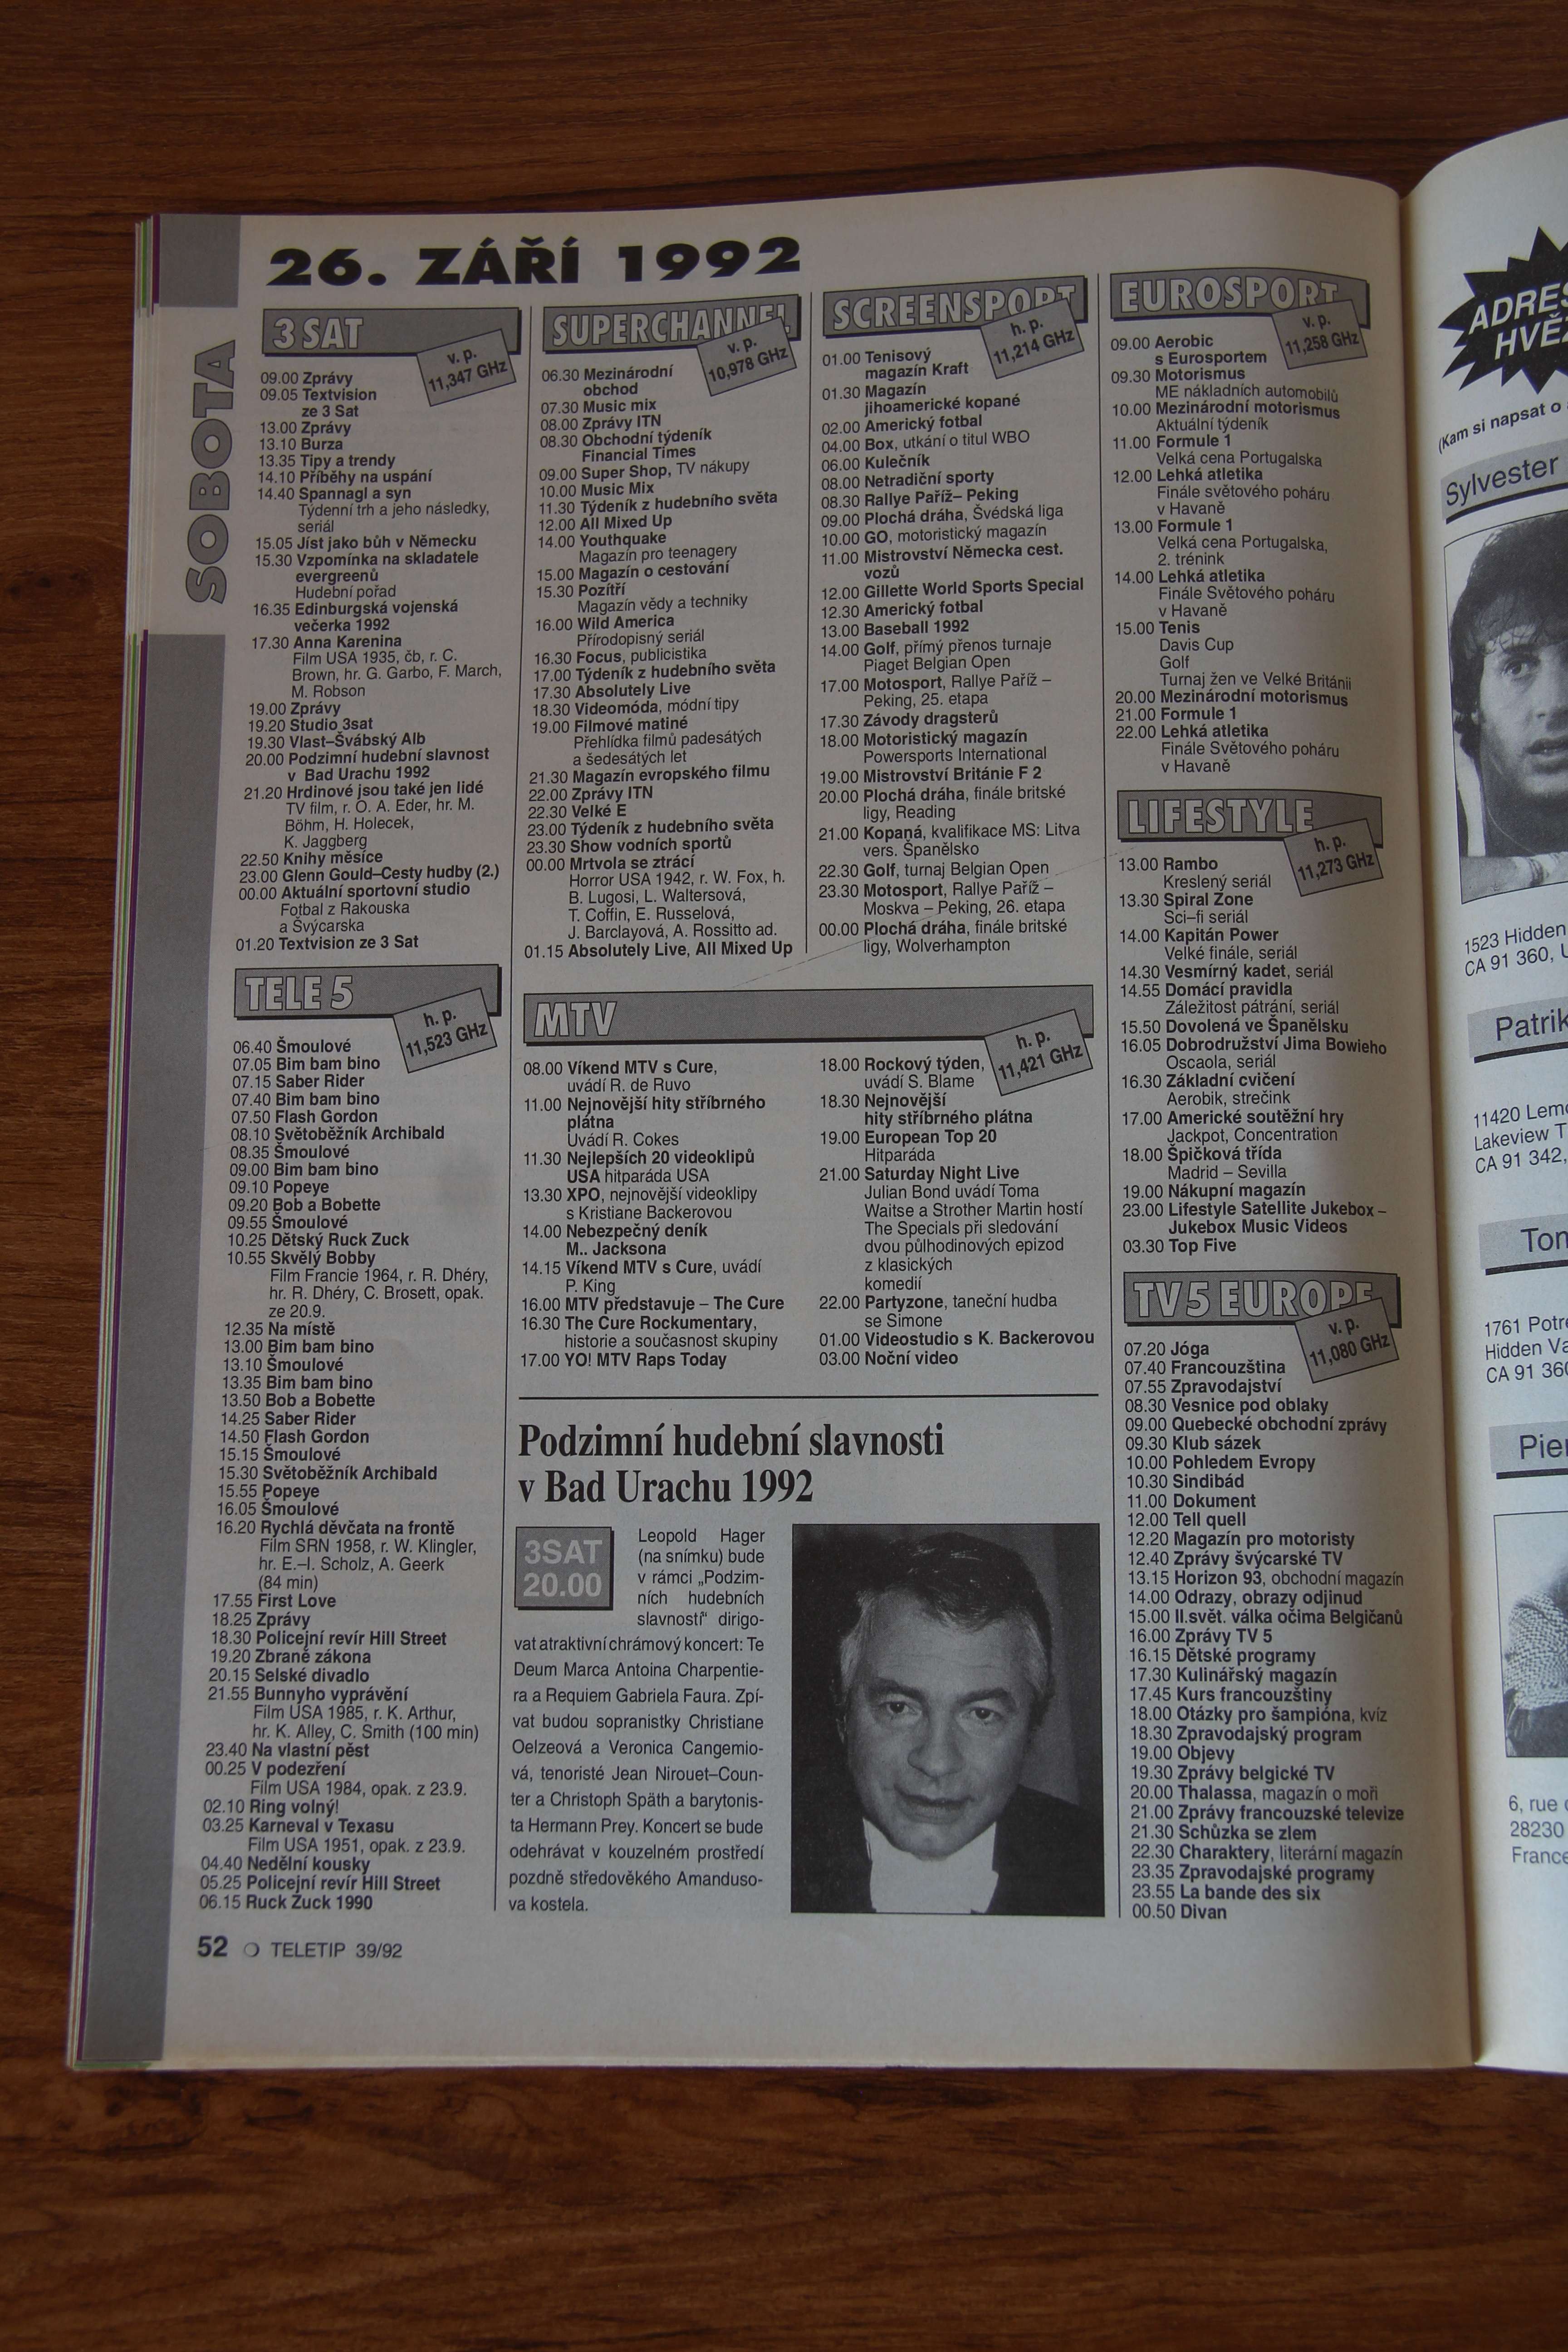 26. ZÁŘÍ 1992
SOBOTA
3 SAT
v. p.
11,347 GHz
09.00 Zprávy
09.05 Textvision
ze 3 Sat
13.00 Zprávy
13.10 Burza
13.35 Tipy a trendy
14.10 Příběhy na uspání
14.40 Spannagl a syn
Týdenní trh a jeho následky,
seriál
15.05 Jíst jako bůh v Německu
15.30 Vzpomínka na skladatele
evergreenů
Hudební pořad
16.35 Edinburgská vojenská
večerka 1992
17.30 Anna Karenina
Film USA 1935, čb, r. C.
Brown, hr. G. Garbo, F. March,
M. Robson
19.00 Zprávy
19.20 Studio 3sat
19.30 Vlast–Švábský Alb
20.00 Podzimní hudební slavnost
v Bad Urachu 1992
21.20 Hrdinové jsou také jen lidé
TV film, r. O. A. Eder, hr. M.
Böhm, H. Holecek,
K. Jaggberg
22.50 Knihy měsíce
23.00 Glenn Gould–Cesty hudby (2.)
00.00 Aktuální sportovní studio
Fotbal z Rakouska
a Švýcarska
01.20 Textvision ze 3 Sat
TELE 5
h. p.
11,523 GHz
06.40 Šmoulové
07.05 Bim bam bino
07.15 Saber Rider
07.40 Bim bam bino
07.50 Flash Gordon
08.10 Světoběžník Archibald
08.35 Šmoulové
09.00 Bim bam bino
09.10 Popeye
09.20 Bob a Bobette
09.55 Šmoulové
10.25 Dětský Ruck Zuck
10.55 Skvělý Bobby
Film Francie 1964, r. R. Dhéry,
hr. R. Dhéry, C. Brosett, opak.
ze 20.9.
12.35 Na místě
13.00 Bim bam bino
13.10 Šmoulové
13.35 Bim bam bino
13.50 Bob a Bobette
14.25 Saber Rider
14.50 Flash Gordon
15.15 Šmoulové
15.30 Světoběžník Archibald
15.55 Popeye
16.05 Šmoulové
16.20 Rychlá děvčata na frontě
Film SRN 1958, r. W. Klingler,
hr. E.–I. Scholz, A. Geerk
(84 min)
17.55 First Love
18.25 Zprávy
18.30 Policejní revír Hill Street
19.20 Zbraně zákona
20.15 Selské divadlo
21.55 Bunnyho vyprávění
Film USA 1985, r. K. Arthur,
hr. K. Alley, C. Smith (100 min)
23.40 Na vlastní pěst
00.25 V podezření
Film USA 1984, opak. z 23.9.
02.10 Ring volný!
03.25 Karneval v Texasu
Film USA 1951, opak. z 23.9.
04.40 Nedělní kousky
05.25 Policejní revír Hill Street
06.15 Ruck Zuck 1990
SUPERCHANNEL
v. p.
10,978 GHz
06.30 Mezinárodní
obchod
07.30 Music mix
08.00 Zprávy ITN
08.30 Obchodní týdeník
Financial Times
09.00 Super Shop, TV nákupy
10.00 Music Mix
11.30 Týdeník z hudebního světa
12.00 All Mixed Up
14.00 Youthquake
Magazín pro teenagery
15.00 Magazín o cestování
15.30 Pozítří
Magazín vědy a techniky
16.00 Wild America
Přírodopisný seriál
16.30 Focus, publicistika
17.00 Týdeník z hudebního světa
17.30 Absolutely Live
18.30 Videomóda, módní tipy
19.00 Filmové matiné
Přehlídka filmů padesátých
a šedesátých let
21.30 Magazín evropského filmu
22.00 Zprávy ITN
22.30 Velké E
23.00 Týdeník z hudebního světa
23.30 Show vodních sportů
00.00 Mrtvola se ztrácí
Horror USA 1942, r. W. Fox, h.
B. Lugosi, L. Waltersová,
T. Coffin, E. Russelová,
J. Barclayová, A. Rossitto ad.
01.15 Absolutely Live, All Mixed Up
SCREENSPORT
h. p.
11,214 GHz
01.00 Tenisový
magazín Kraft
01.30 Magazín
jihoamerické kopané
02.00 Americký fotbal
04.00 Box, utkání o titul WBO
06.00 Kulečník
08.00 Netradiční sporty
08.30 Rallye Paříž– Peking
09.00 Plochá dráha, Švédská liga
10.00 GO, motoristický magazín
11.00 Mistrovství Německa cest.
vozů
12.00 Gillette World Sports Special
12.30 Americký fotbal
13.00 Baseball 1992
14.00 Golf, přímý přenos turnaje
Piaget Belgian Open
17.00 Motosport, Rallye Paříž –
Peking, 25. etapa
17.30 Závody dragsterů
18.00 Motoristický magazín
Powersports International
19.00 Mistrovství Británie F 2
20.00 Plochá dráha, finále britské
ligy, Reading
21.00 Kopaná, kvalifikace MS: Litva
vers. Španělsko
22.30 Golf, turnaj Belgian Open
23.30 Motosport, Rallye Paříž –
Moskva – Peking, 26. etapa
00.00 Plochá dráha, finále britské
ligy, Wolverhampton
MTV
h. p.
11,421 GHz
08.00 Víkend MTV s Cure,
uvádí R. de Ruvo
11.00 Nejnovější hity stříbrného
plátna
Uvádí R. Cokes
11.30 Nejlepších 20 videoklipů
USA hitparáda USA
13.30 XPO, nejnovější videoklipy
s Kristiane Backerovou
14.00 Nebezpečný deník
M.. Jacksona
14.15 Víkend MTV s Cure, uvádí
P. King
16.00 MTV představuje – The Cure
16.30 The Cure Rockumentary,
historie a současnost skupiny
17.00 YO! MTV Raps Today
18.00 Rockový týden,
uvádí S. Blame
18.30 Nejnovější
hity stříbrného plátna
19.00 European Top 20
Hitparáda
21.00 Saturday Night Live
Julian Bond uvádí Toma
Waitse a Strother Martin hostí
The Specials při sledování
dvou půlhodinových epizod
z klasických
komedií
22.00 Partyzone, taneční hudba
se Simone
01.00 Videostudio s K. Backerovou
03.00 Noční video
Podzimní hudební slavnosti
v Bad Urachu 1992
3SAT
20.00
Leopold Hager
(na snímku) bude
v rámci „Podzim-
ních hudebních
slavností“ dirigo-
vat atraktivní chrámový koncert: Te
Deum Marca Antoina Charpentie-
ra a Requiem Gabriela Faura. Zpí-
vat budou sopranistky Christiane
Oelzeová a Veronica Cangemio-
vá, tenoristé Jean Nirouet–Coun-
ter a Christoph Späth a barytonis-
ta Hermann Prey. Koncert se bude
odehrávat v kouzelném prostředí
pozdně středověkého Amanduso-
va kostela.
EUROSPORT
v. p.
11,258 GHz
09.00 Aerobic
s Eurosportem
09.30 Motorismus
ME nákladních automobilů
10.00 Mezinárodní motorismus
Aktuální týdeník
11.00 Formule 1
Velká cena Portugalska
12.00 Lehká atletika
Finále světového poháru
v Havaně
13.00 Formule 1
Velká cena Portugalska,
2. trénink
14.00 Lehká atletika
Finále Světového poháru
v Havaně
15.00 Tenis
Davis Cup
Golf
Turnaj žen ve Velké Británii
20.00 Mezinárodní motorismus
21.00 Formule 1
22.00 Lehká atletika
Finále Světového poháru
v Havaně
LIFESTYLE
h. p.
11,273 GHz
13.00 Rambo
Kreslený seriál
13.30 Spiral Zone
Sci–fi seriál
14.00 Kapitán Power
Velké finále, seriál
14.30 Vesmírný kadet, seriál
14.55 Domácí pravidla
Záležitost pátrání, seriál
15.50 Dovolená ve Španělsku
16.05 Dobrodružství Jima Bowieho
Oscaola, seriál
16.30 Základní cvičení
Aerobik, strečink
17.00 Americké soutěžní hry
Jackpot, Concentration
18.00 Špičková třída
Madrid – Sevilla
19.00 Nákupní magazín
23.00 Lifestyle Satellite Jukebox –
Jukebox Music Videos
03.30 Top Five
TV5 EUROPE
v. p.
11,080 GHz
07.20 Jóga
07.40 Francouzština
07.55 Zpravodajství
08.30 Vesnice pod oblaky
09.00 Quebecké obchodní zprávy
09.30 Klub sázek
10.00 Pohledem Evropy
10.30 Sindibád
11.00 Dokument
12.00 Tell quell
12.20 Magazín pro motoristy
12.40 Zprávy švýcarské TV
13.15 Horizon 93, obchodní magazín
14.00 Odrazy, obrazy odjinud
15.00 II.svět. válka očima Belgičanů
16.00 Zprávy TV 5
16.15 Dětské programy
17.30 Kulinářský magazín
17.45 Kurs francouzštiny
18.00 Otázky pro šampióna, kvíz
18.30 Zpravodajský program
19.00 Objevy
19.30 Zprávy belgické TV
20.00 Thalassa, magazín o moři
21.00 Zprávy francouzské televize
21.30 Schůzka se zlem
22.30 Charaktery, literární magazín
23.35 Zpravodajské programy
23.55 La bande des six
00.50 Divan
52 ❍ TELETIP 39/92
ADRES
HVĚZ
(Kam si napsat o
Sylvester
1523 Hidden
CA 91 360, U
Patrik
11420 Lemo
Lakeview T
CA 91 342,
Tom
1761 Potre
Hidden Va
CA 91 360
Pier
6, rue
28230
France